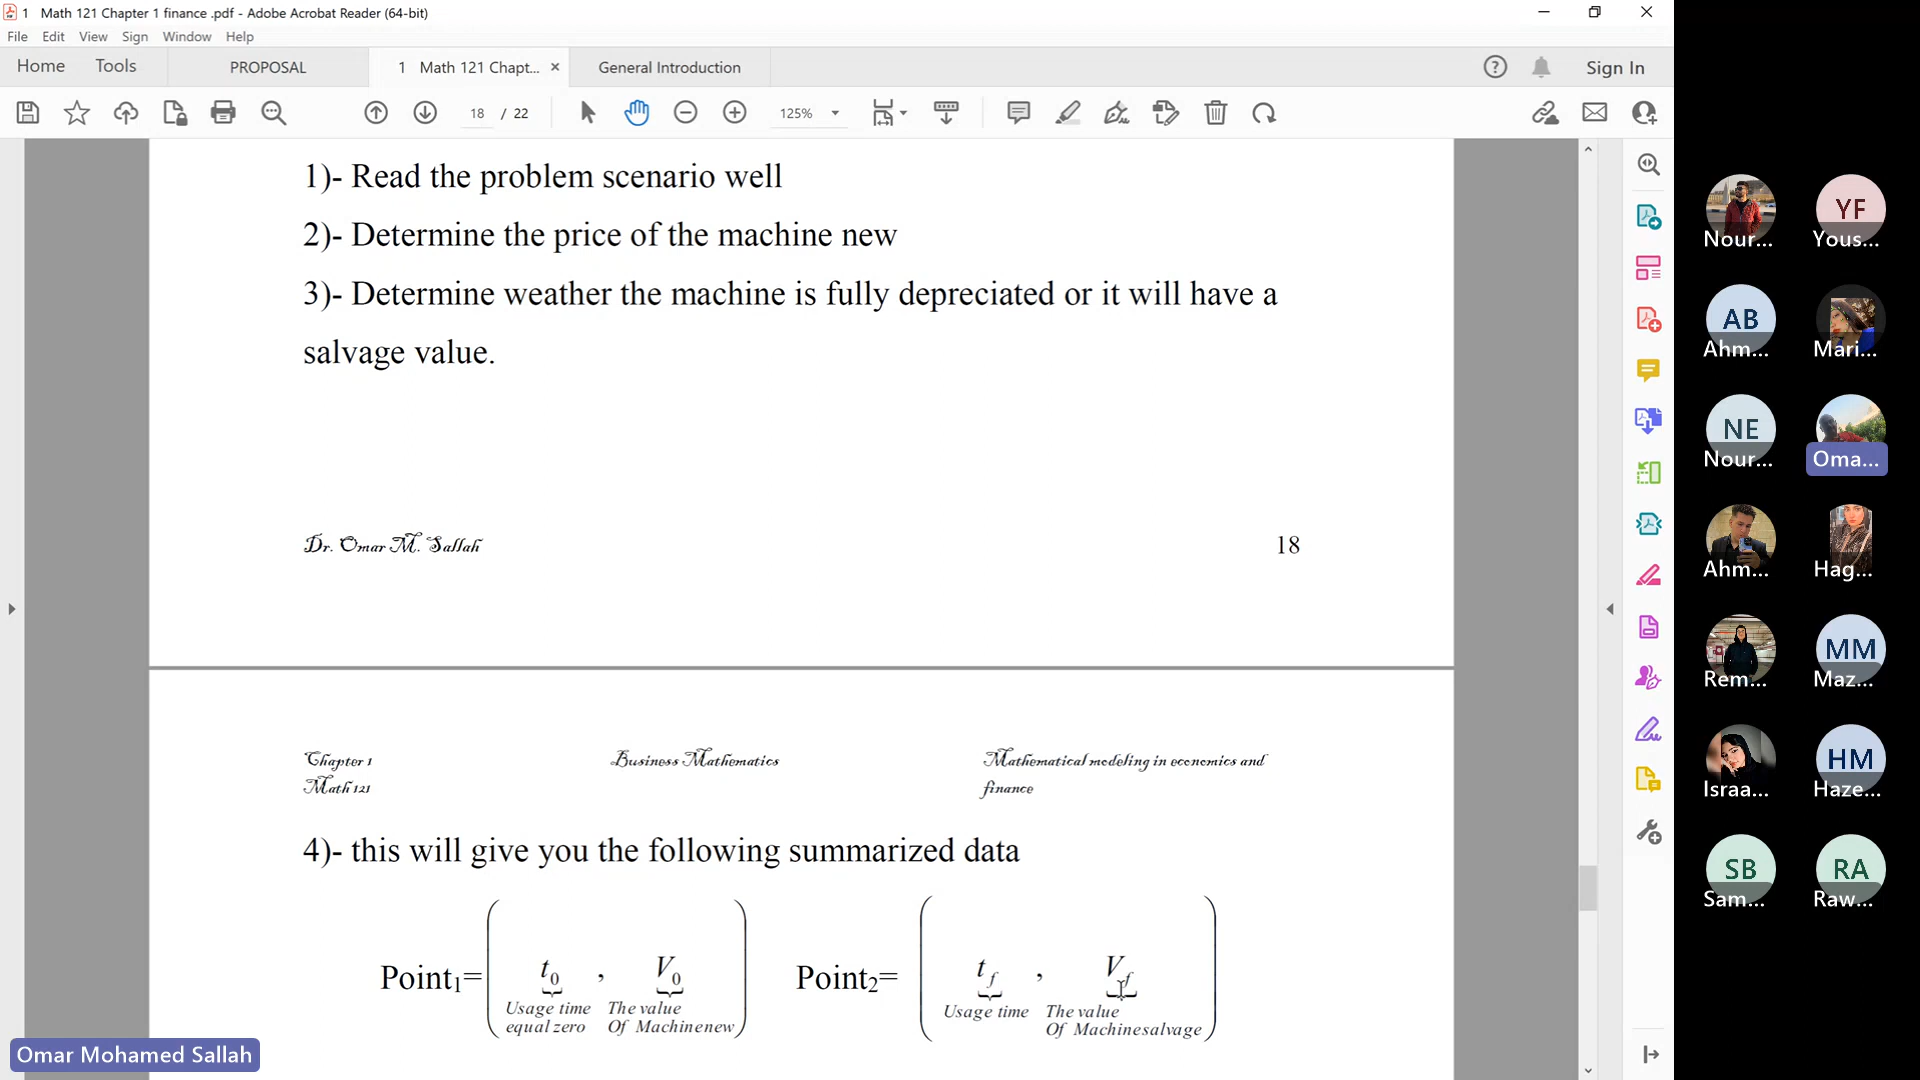 1 Math 121 Chapter 1 finance .pdf - Adobe Acrobat Reader (64-bit)
File Edit View Sign Window Help
Home Tools PROPOSAL 1 Math 121 Chapt... × General Introduction Sign In
18 / 22 125%
1)- Read the problem scenario well
2)- Determine the price of the machine new
3)- Determine weather the machine is fully depreciated or it will have a
salvage value.
Dr. Omar M. Sallah 18
Chapter 1 Business Mathematics Mathematical modeling in economics and
Math 121 finance
4)- this will give you the following summarized data
Point₁= ( t₀ , V₀ ) Point₂= ( t_f , V_f )
Usage time The value Usage time The value
equal zero Of Machinenew Of Machinesalvage
Omar Mohamed Sallah
Nour... YF Yous...
AB Ahm... Mari...
NE Nour... Oma...
Ahm... Hag...
Rem... MM Maz...
Israa... HM Haze...
SB Sam... RA Raw...